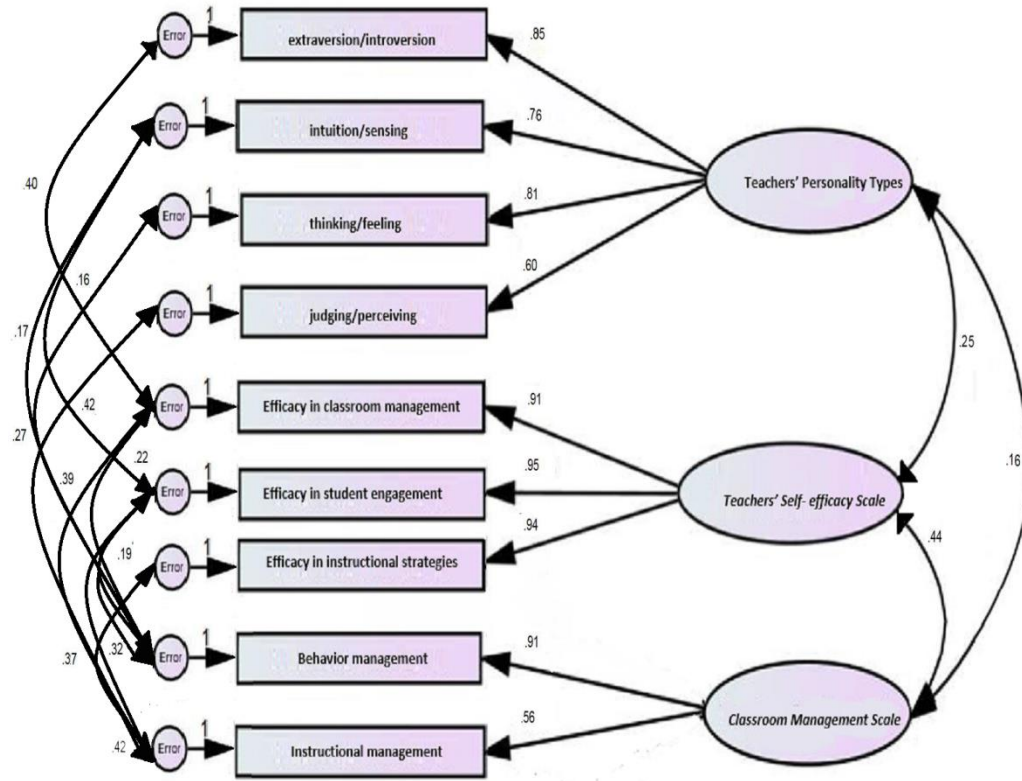 Error 1 extraversion/introversion .85
Error 1 intuition/sensing .76
Teachers' Personality Types
.40
Error 1 thinking/feeling .81
.16
.60
Error 1 judging/perceiving
.17
.25
Error 1 Efficacy in classroom management .91
.42
.27
.22
.16
.39
Error 1 Efficacy in student engagement .95
Teachers' Self- efficacy Scale
.94
.44
.19
Error 1 Efficacy in instructional strategies
.32
.37
Error 1 Behavior management .91
Classroom Management Scale
.56
.42
Error 1 Instructional management